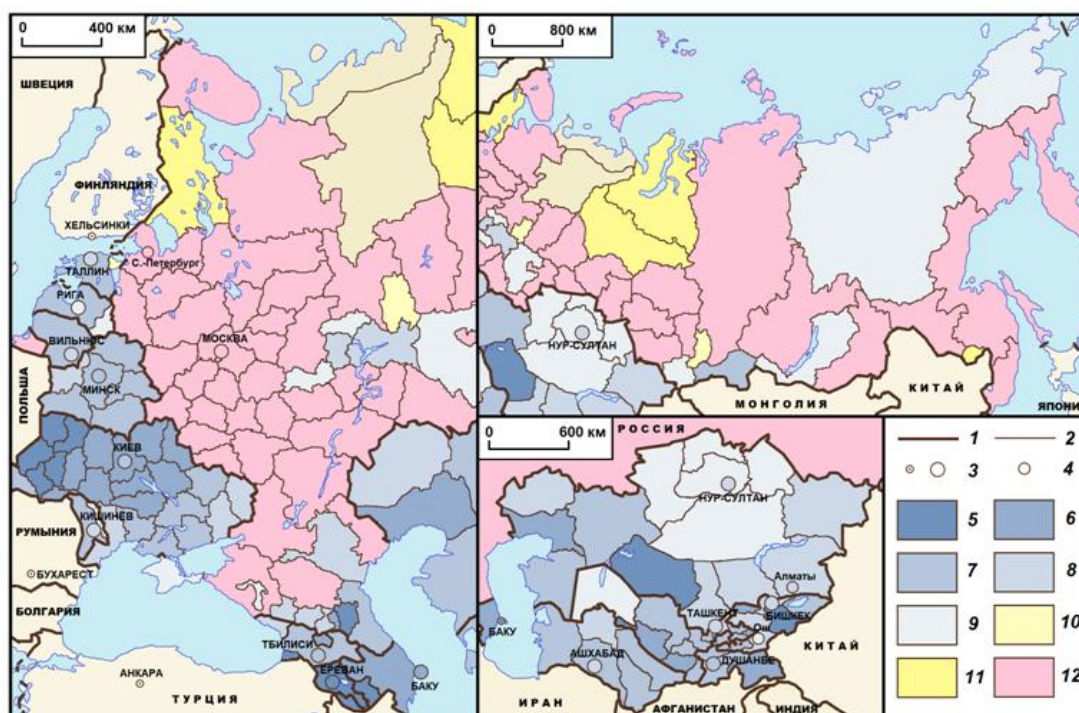 0 400 км
ШВЕЦИЯ
ФИНЛЯНДИЯ
ХЕЛЬСИНКИ
С.-Петербург
ТАЛЛИН
РИГА
ВИЛЬНЮС
МОСКВА
МИНСК
ПОЛЬША
КИЕВ
КИШИНЕВ
РУМЫНИЯ
БУХАРЕСТ
БОЛГАРИЯ
ТБИЛИСИ
ЕРЕВАН
АНКАРА
БАКУ
ТУРЦИЯ
0 800 км
НУР-СУЛТАН
КИТАЙ
МОНГОЛИЯ
ЯПОНИ
0 600 км
РОССИЯ
НУР-СУЛТАН
Алматы
ТАШКЕНТ
БИШКЕК
БАКУ
Ош
АШХАБАД
ДУШАНБЕ
КИТАЙ
ИРАН
АФГАНИСТАН
ИНДИЯ
1 2
3 4
5 6
7 8
9 10
11 12